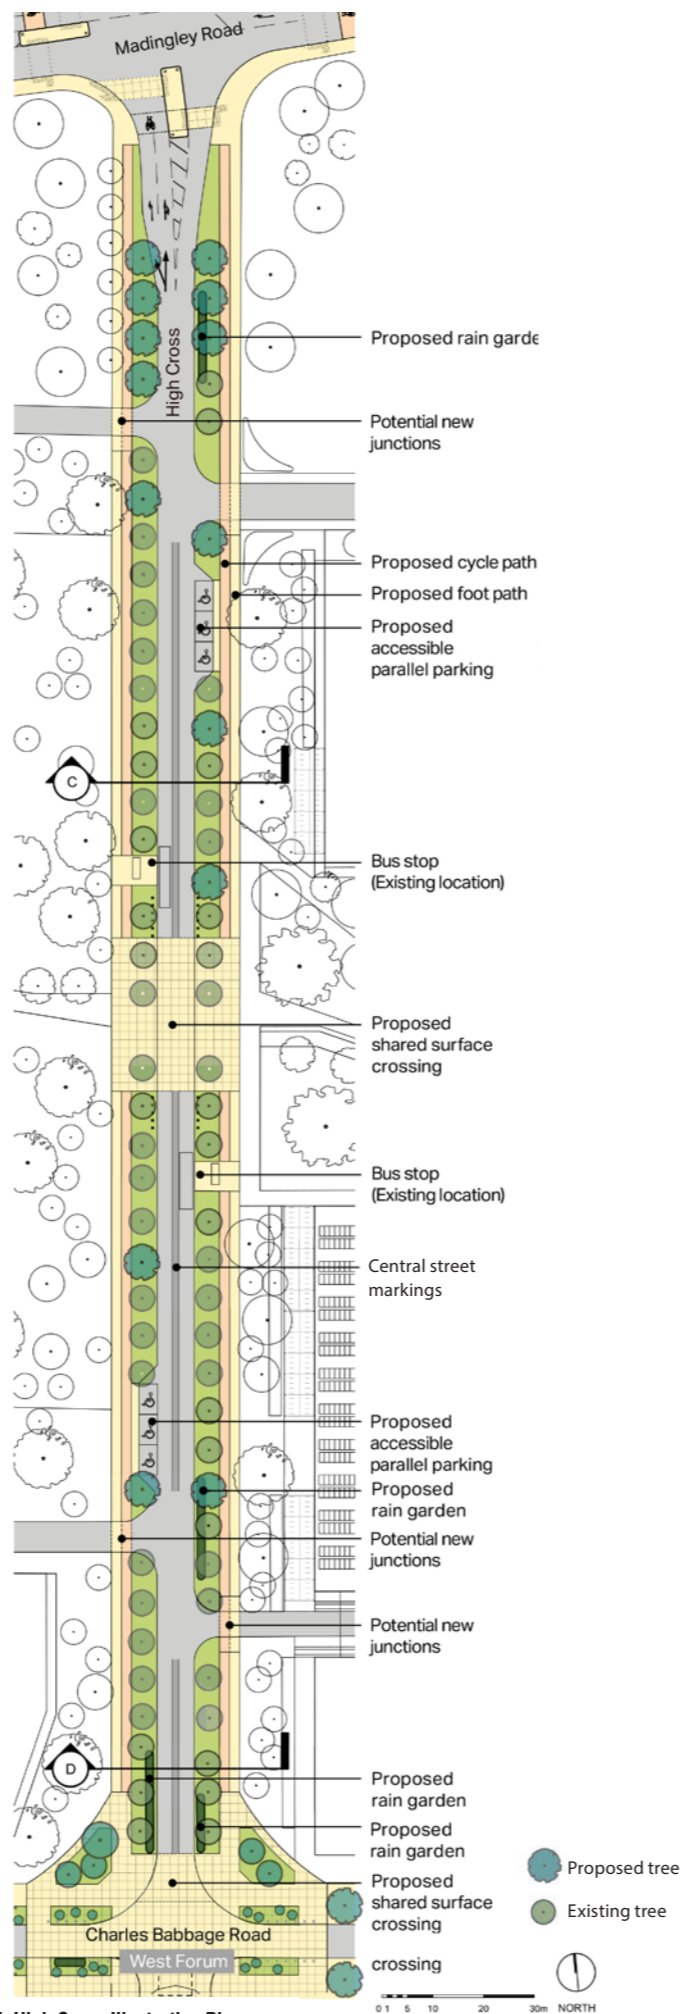 Madingley Road
High Cross
Proposed rain garde
Potential new
junctions
Proposed cycle path
Proposed foot path
Proposed
accessible
parallel parking
C
Bus stop
(Existing location)
Proposed
shared surface
crossing
Bus stop
(Existing location)
Central street
markings
Proposed
accessible
parallel parking
Proposed
rain garden
Potential new
junctions
Potential new
junctions
D
Proposed
rain garden
Proposed
rain garden
Proposed
shared surface
crossing
Charles Babbage Road
West Forum
crossing
Proposed tree
Existing tree
0 1 5 10 20 30m
NORTH